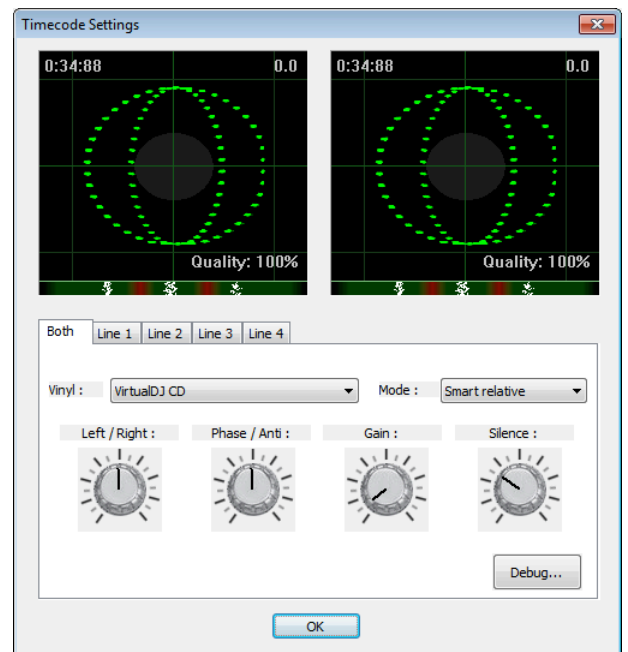 Timecode Settings
0:34:88 0.0 0:34:88 0.0
Quality: 100% Quality: 100%
Both Line 1 Line 2 Line 3 Line 4
Vinyl : VirtualDJ CD Mode : Smart relative
Left / Right : Phase / Anti : Gain : Silence :
Debug...
OK